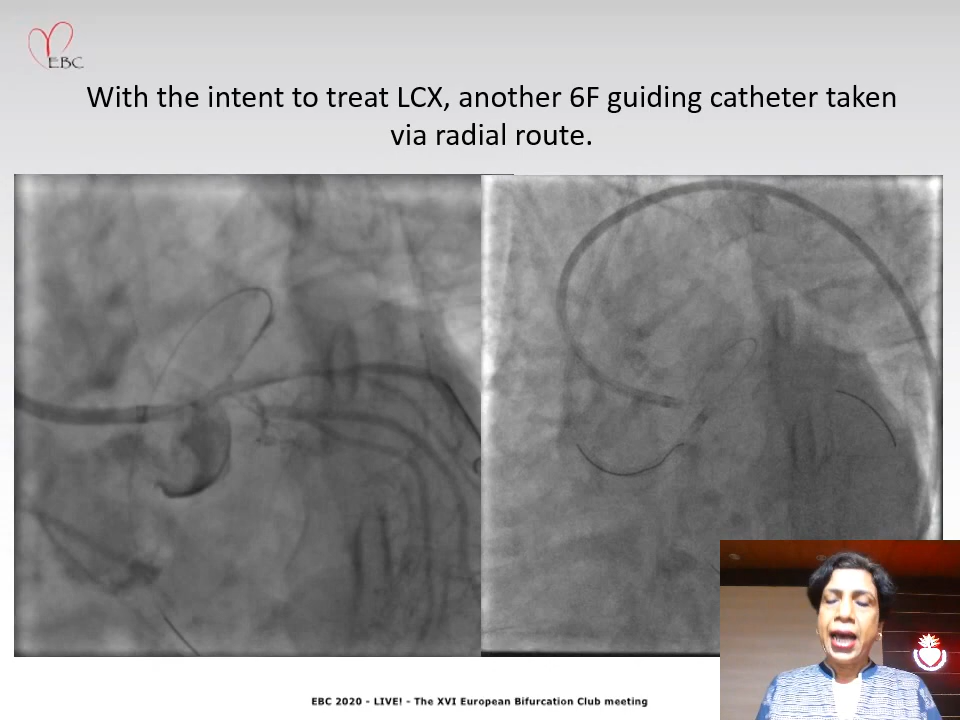 EBC
With the intent to treat LCX, another 6F guiding catheter taken
via radial route.
EBC 2020 - LIVE! - The XVI European Bifurcation Club meeting